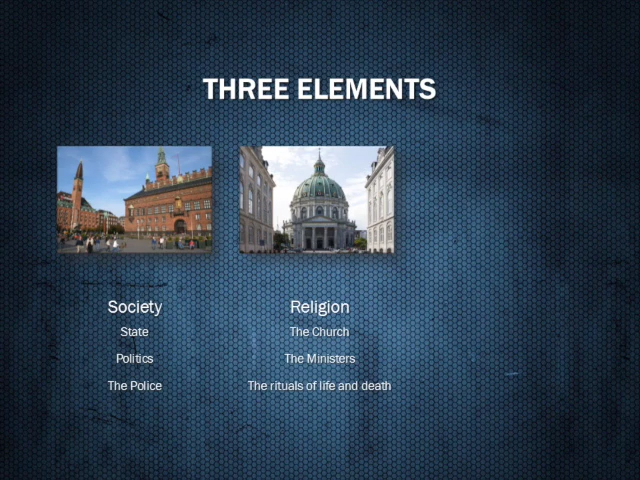 THREE ELEMENTS
Society
State
Politics
The Police
Religion
The Church
The Ministers
The rituals of life and death